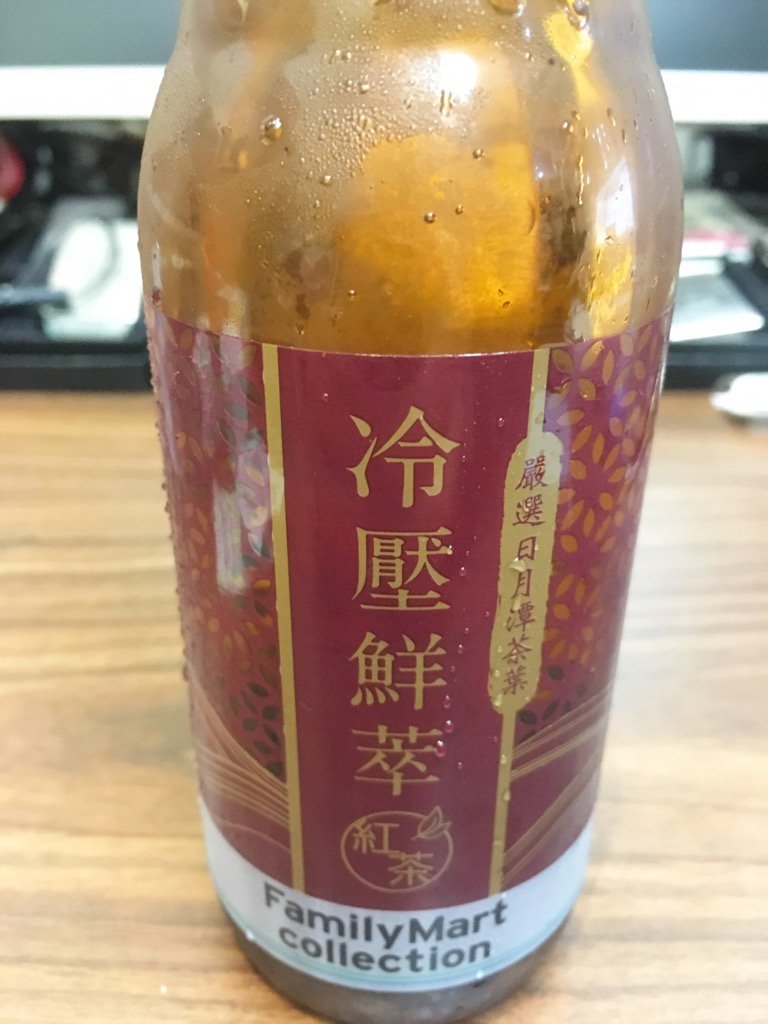 冷壓鮮萃
紅茶
嚴選日月潭茶葉
FamilyMart
collection